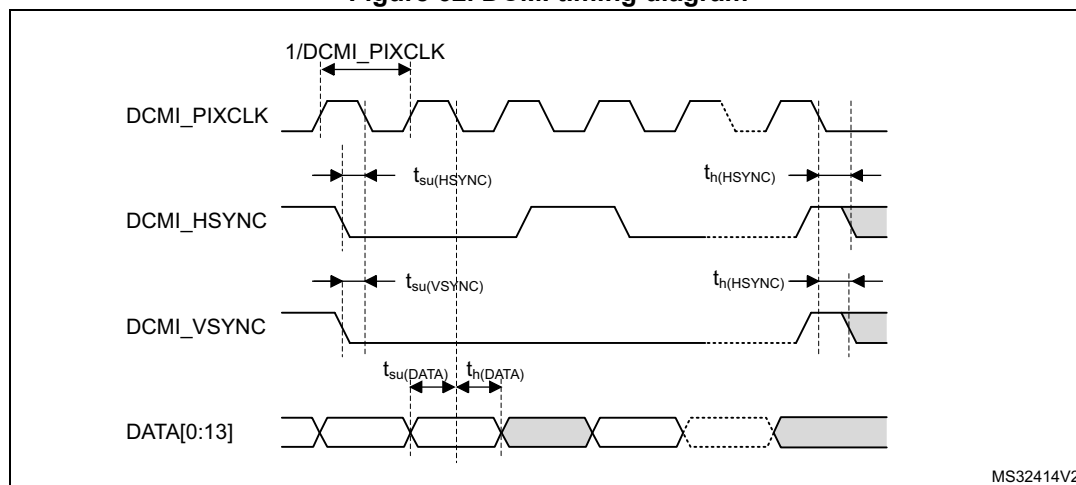 1/DCMI_PIXCLK
DCMI_PIXCLK
tsu(HSYNC)
th(HSYNC)
DCMI_HSYNC
tsu(VSYNC)
th(HSYNC)
DCMI_VSYNC
tsu(DATA) th(DATA)
DATA[0:13]
MS32414V2